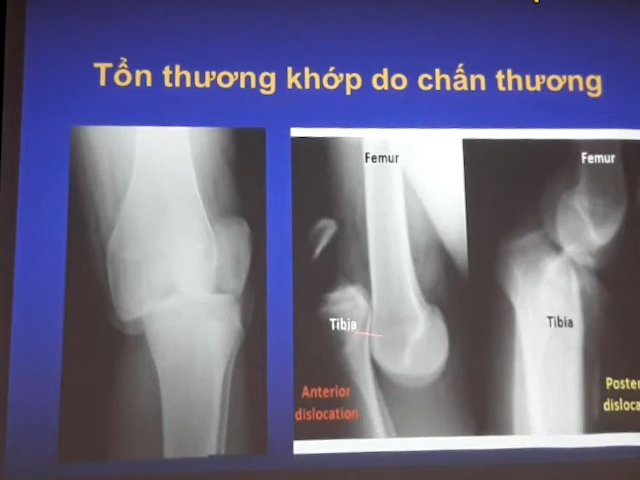 Tổn thương khớp do chấn thương
Femur
Femur
Tibia
Tibia
Anterior
dislocation